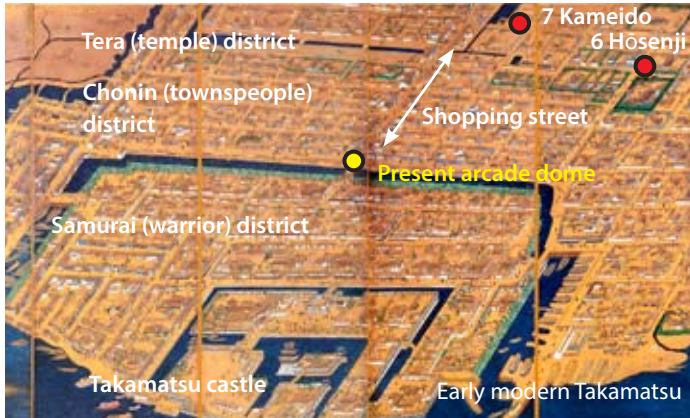 7 Kameido
6 Hōsenji
Tera (temple) district
Chonin (townspeople)
district
Shopping street
Present arcade dome
Samurai (warrior) district
Takamatsu castle
Early modern Takamatsu